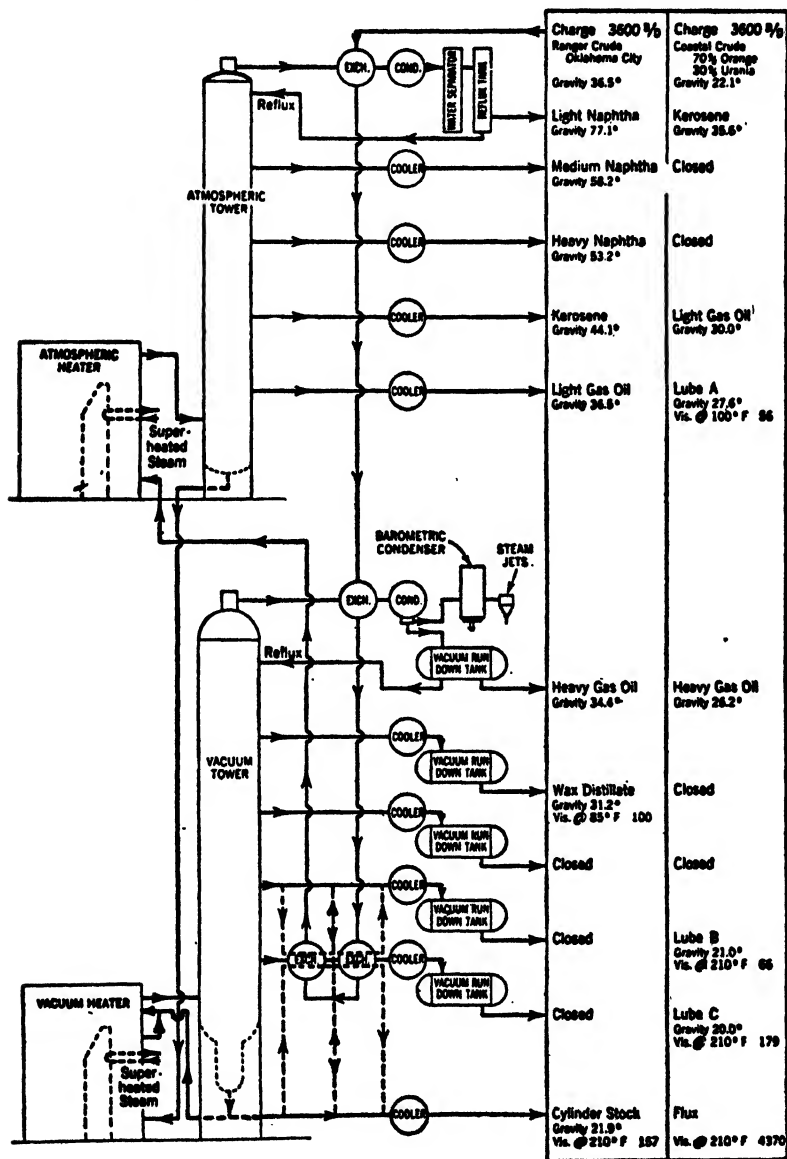 Charge 3600 B/D
Ranger Crude
Oklahoma City
Gravity 36.5°
Charge 3600 B/D
Coastal Crude
70% Orange
30% Urania
Gravity 22.1°
EXCH.
COND.
WATER SEPARATOR
REFLUX TANK
Reflux
Light Naphtha
Gravity 77.1°
Kerosene
Gravity 35.6°
ATMOSPHERIC
TOWER
COOLER
Medium Naphtha
Gravity 58.2°
Closed
COOLER
Heavy Naphtha
Gravity 53.2°
Closed
COOLER
Kerosene
Gravity 44.1°
Light Gas Oil
Gravity 30.0°
ATMOSPHERIC
HEATER
Super-
heated
Steam
COOLER
Light Gas Oil
Gravity 36.5°
Lube A
Gravity 27.6°
Vis. @ 100° F 56
BAROMETRIC
CONDENSER
STEAM
JETS
EXCH.
COND.
Reflux
VACUUM RUN
DOWN TANK
Heavy Gas Oil
Gravity 34.4°
Heavy Gas Oil
Gravity 26.2°
VACUUM
TOWER
COOLER
VACUUM RUN
DOWN TANK
Wax Distillate
Gravity 31.2°
Vis. @ 85° F 100
Closed
COOLER
VACUUM RUN
DOWN TANK
Closed
Closed
COOLER
VACUUM RUN
DOWN TANK
Closed
Lube B
Gravity 21.0°
Vis. @ 210° F 66
EXCH.
EXCH.
COOLER
VACUUM RUN
DOWN TANK
Closed
Lube C
Gravity 20.0°
Vis. @ 210° F 179
VACUUM HEATER
Super-
heated
Steam
COOLER
Cylinder Stock
Gravity 21.9°
Vis. @ 210° F 157
Flux
Vis. @ 210° F 4370